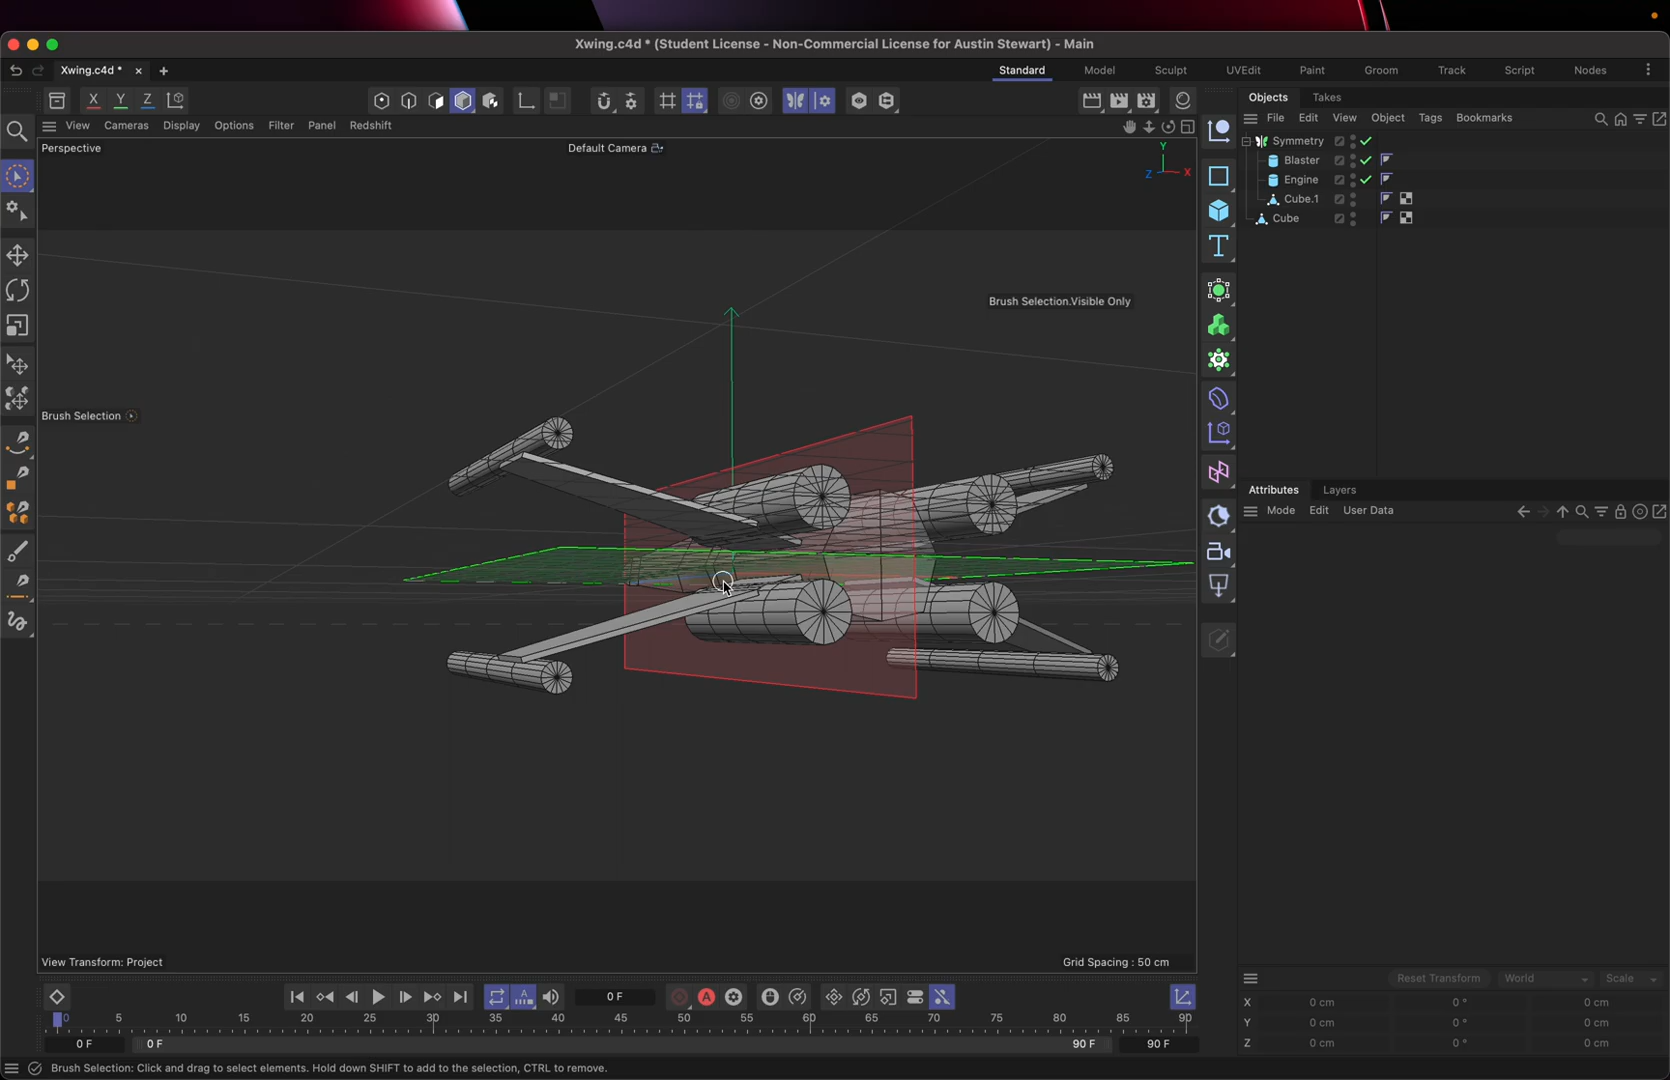 Xwing.c4d * (Student License - Non-Commercial License for Austin Stewart) - Main
Xwing.c4d *
Standard Model Sculpt UVEdit Paint Groom Track Script Nodes
X Y Z
Objects Takes
View Cameras Display Options Filter Panel Redshift
File Edit View Object Tags Bookmarks
Perspective
Default Camera
Y
Z X
Symmetry
Blaster
Engine
Cube.1
Cube
Brush Selection.Visible Only
Brush Selection
Attributes Layers
Mode Edit User Data
View Transform: Project
Grid Spacing : 50 cm
Reset Transform World Scale
0 F
X 0 cm 0 ° 0 cm
0 5 10 15 20 25 30 35 40 45 50 55 60 65 70 75 80 85 90
Y 0 cm 0 ° 0 cm
0 F 0 F 90 F 90 F
Z 0 cm 0 ° 0 cm
Brush Selection: Click and drag to select elements. Hold down SHIFT to add to the selection, CTRL to remove.